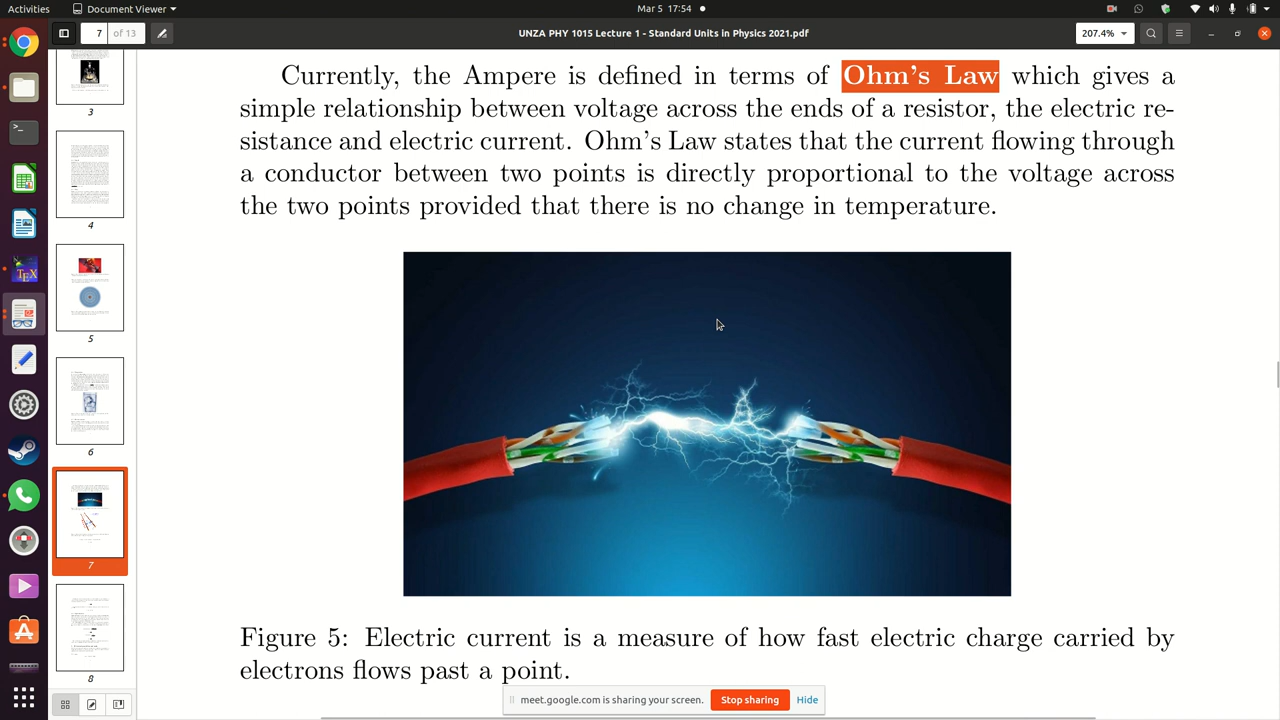 Activities
Document Viewer
Mar 5 17:54
7 of 13
UNZA PHY 1015 Lecture 1 - Standard Units in Physics 2021.pdf
207.4%
3
4
5
6
7
8
Currently, the Ampere is defined in terms of Ohm's Law which gives a
simple relationship between voltage across the ends of a resistor, the electric re-
sistance and electric current. Ohm's Law states that the current flowing through
a conductor between two points is directly proportional to the voltage across
the two points provided that there is no change in temperature.
Figure 5: Electric current is a measure of how fast electric charge carried by
electrons flows past a point.
meet.google.com is sharing your screen. Stop sharing Hide